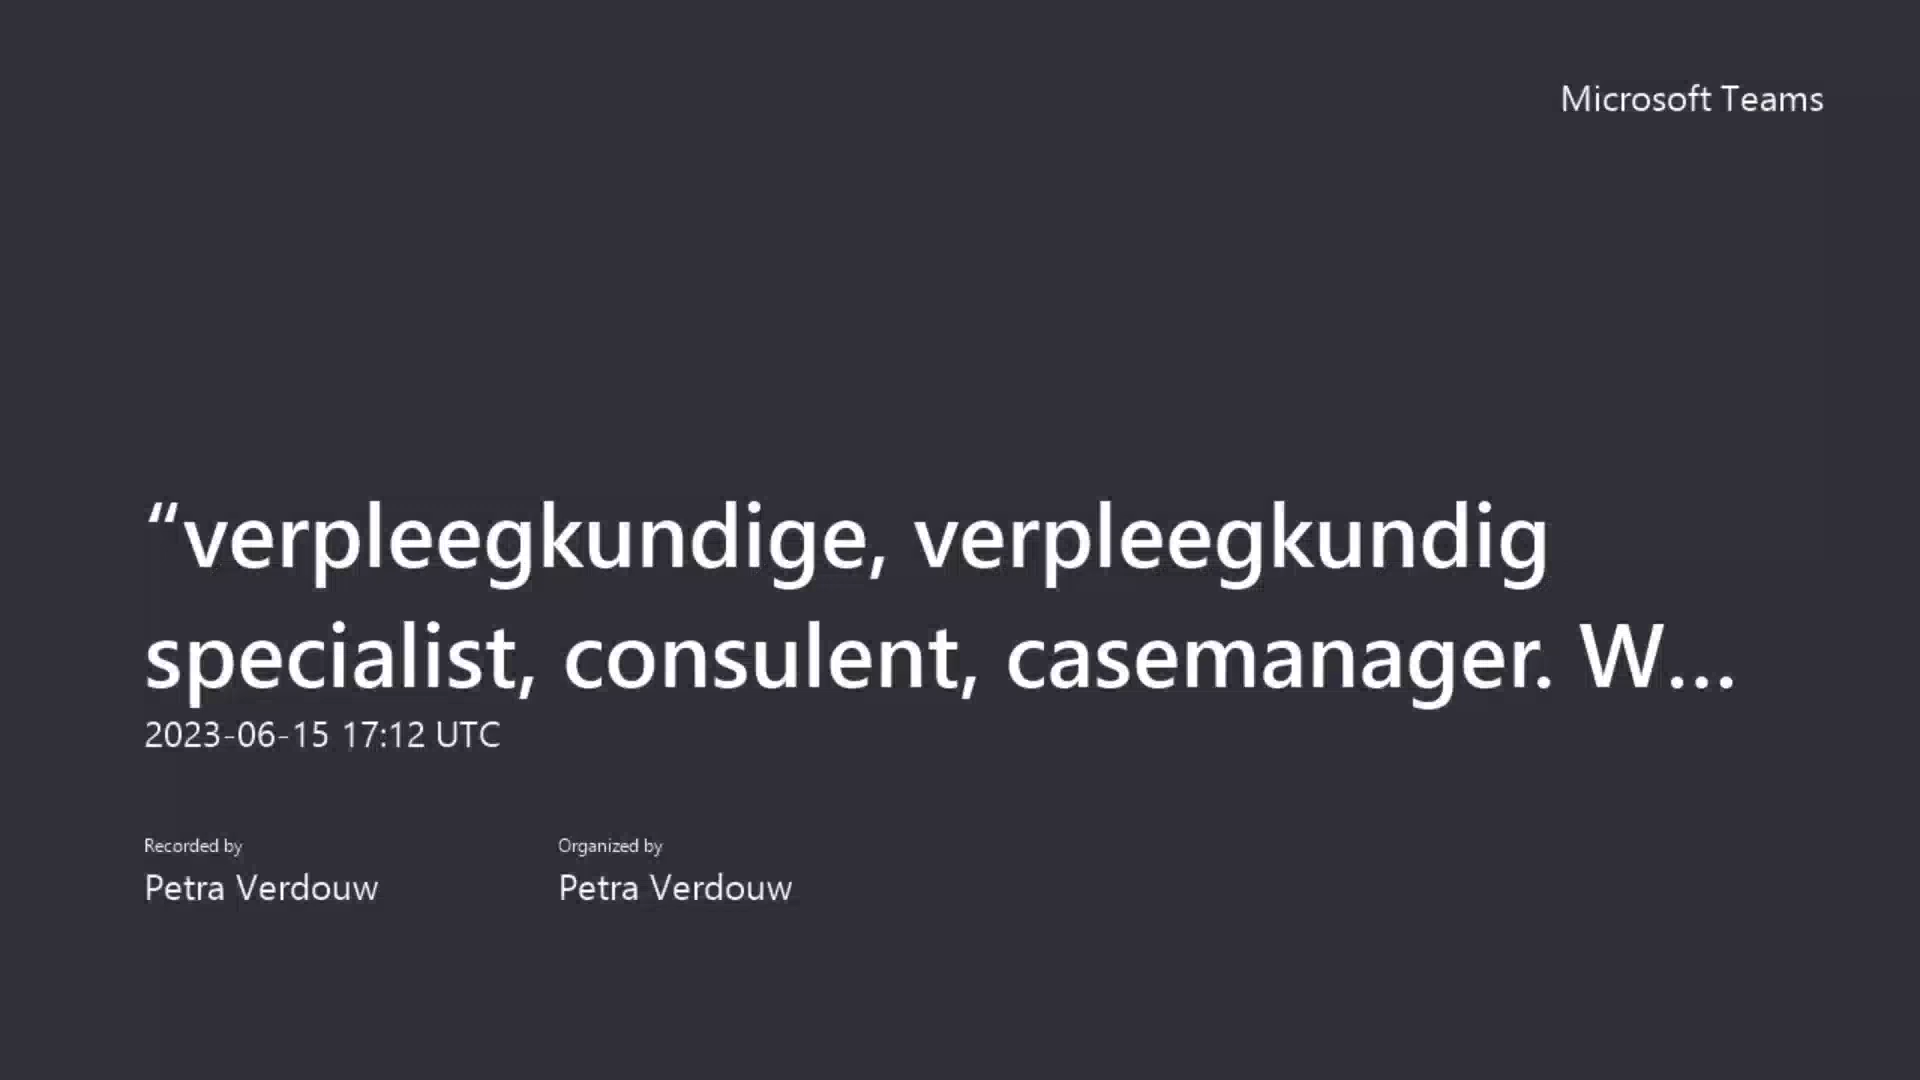 Microsoft Teams
“verpleegkundige, verpleegkundig
specialist, consulent, casemanager. W...
2023-06-15 17:12 UTC
Recorded by
Petra Verdouw
Organized by
Petra Verdouw